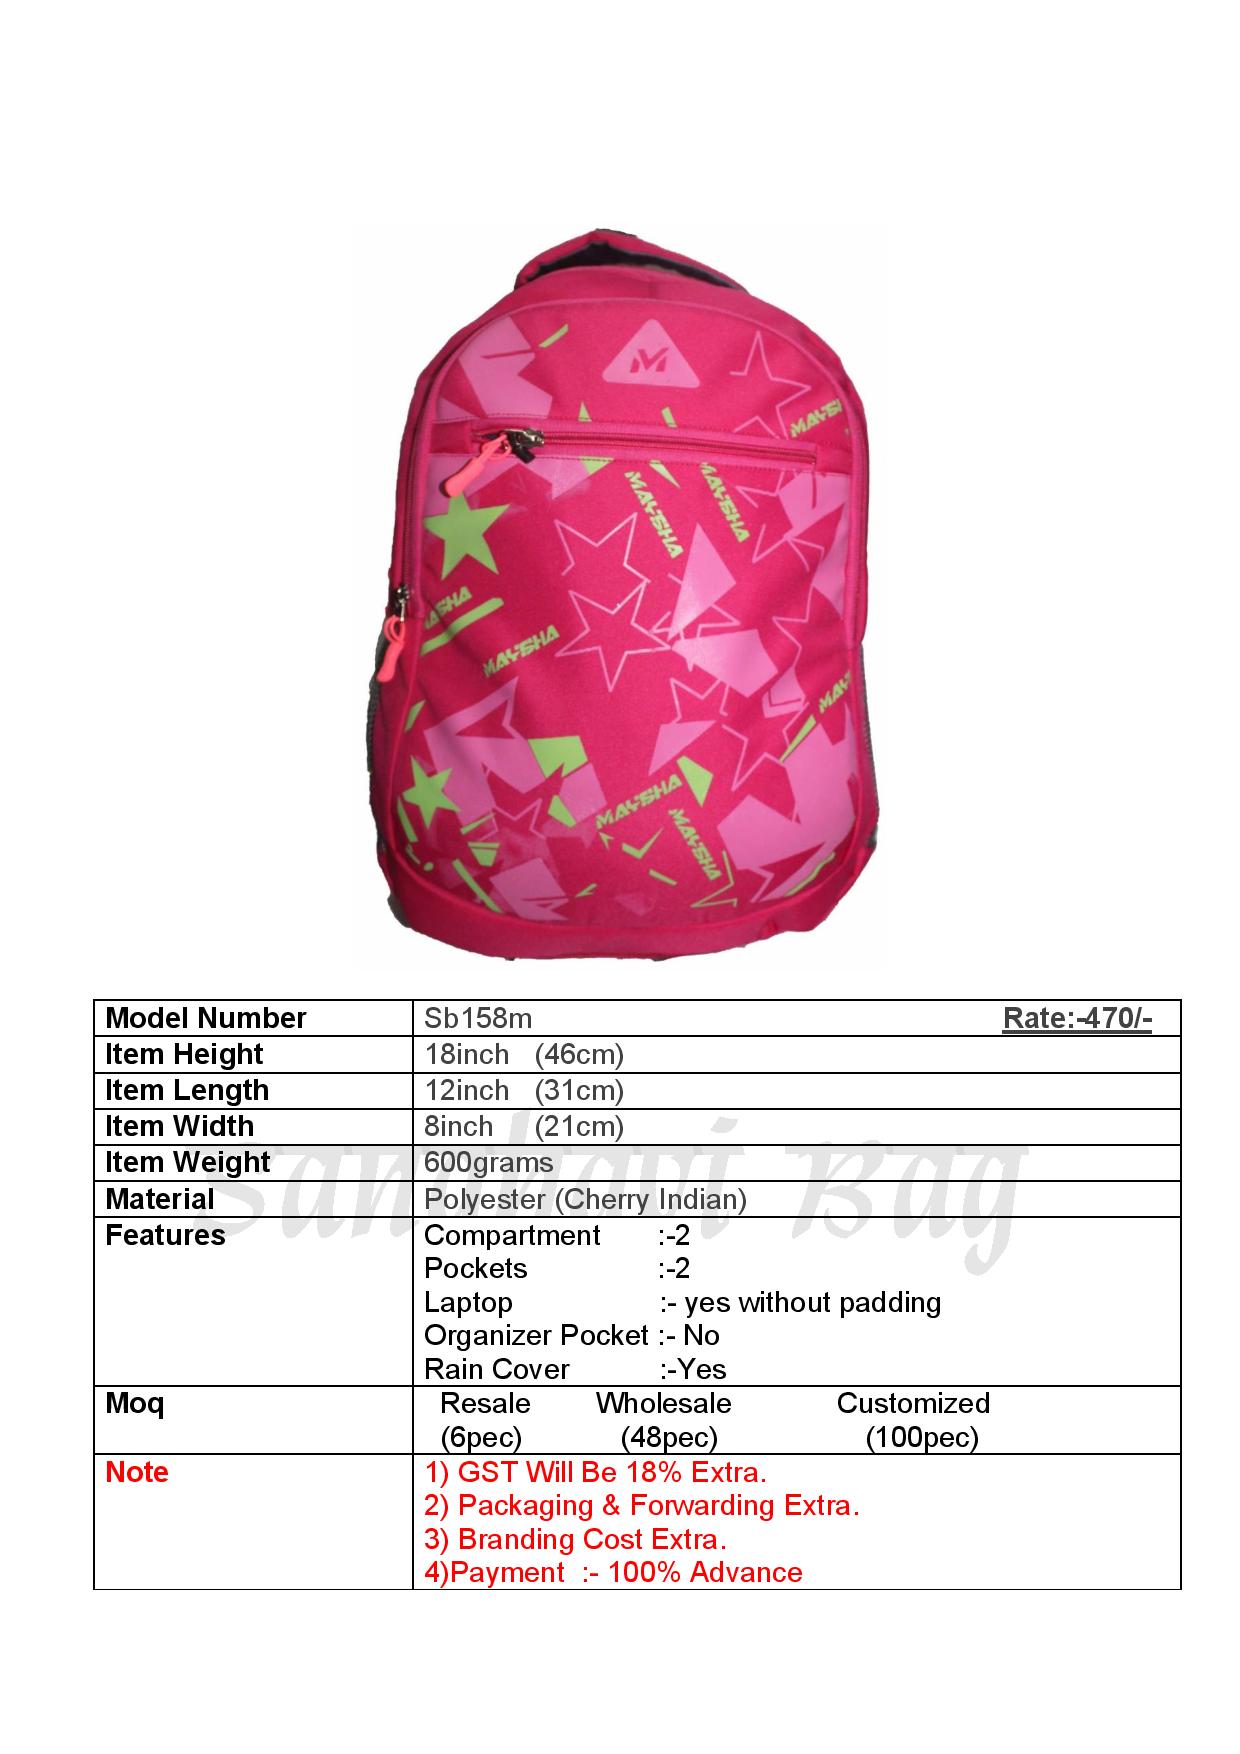 M
MAYSHA
MAYSHA
MAYSHA
MAYSHA
MAYSHA
MAYSHA
MAYSHA
Model Number Sb158m Rate:-470/-
Item Height 18inch (46cm)
Item Length 12inch (31cm)
Item Width 8inch (21cm)
Item Weight 600grams
Material Polyester (Cherry Indian)
Sambhavi Bag
Features Compartment :-2
Pockets :-2
Laptop :- yes without padding
Organizer Pocket :- No
Rain Cover :-Yes
Moq Resale Wholesale Customized
(6pec) (48pec) (100pec)
Note 1) GST Will Be 18% Extra.
2) Packaging & Forwarding Extra.
3) Branding Cost Extra.
4)Payment :- 100% Advance